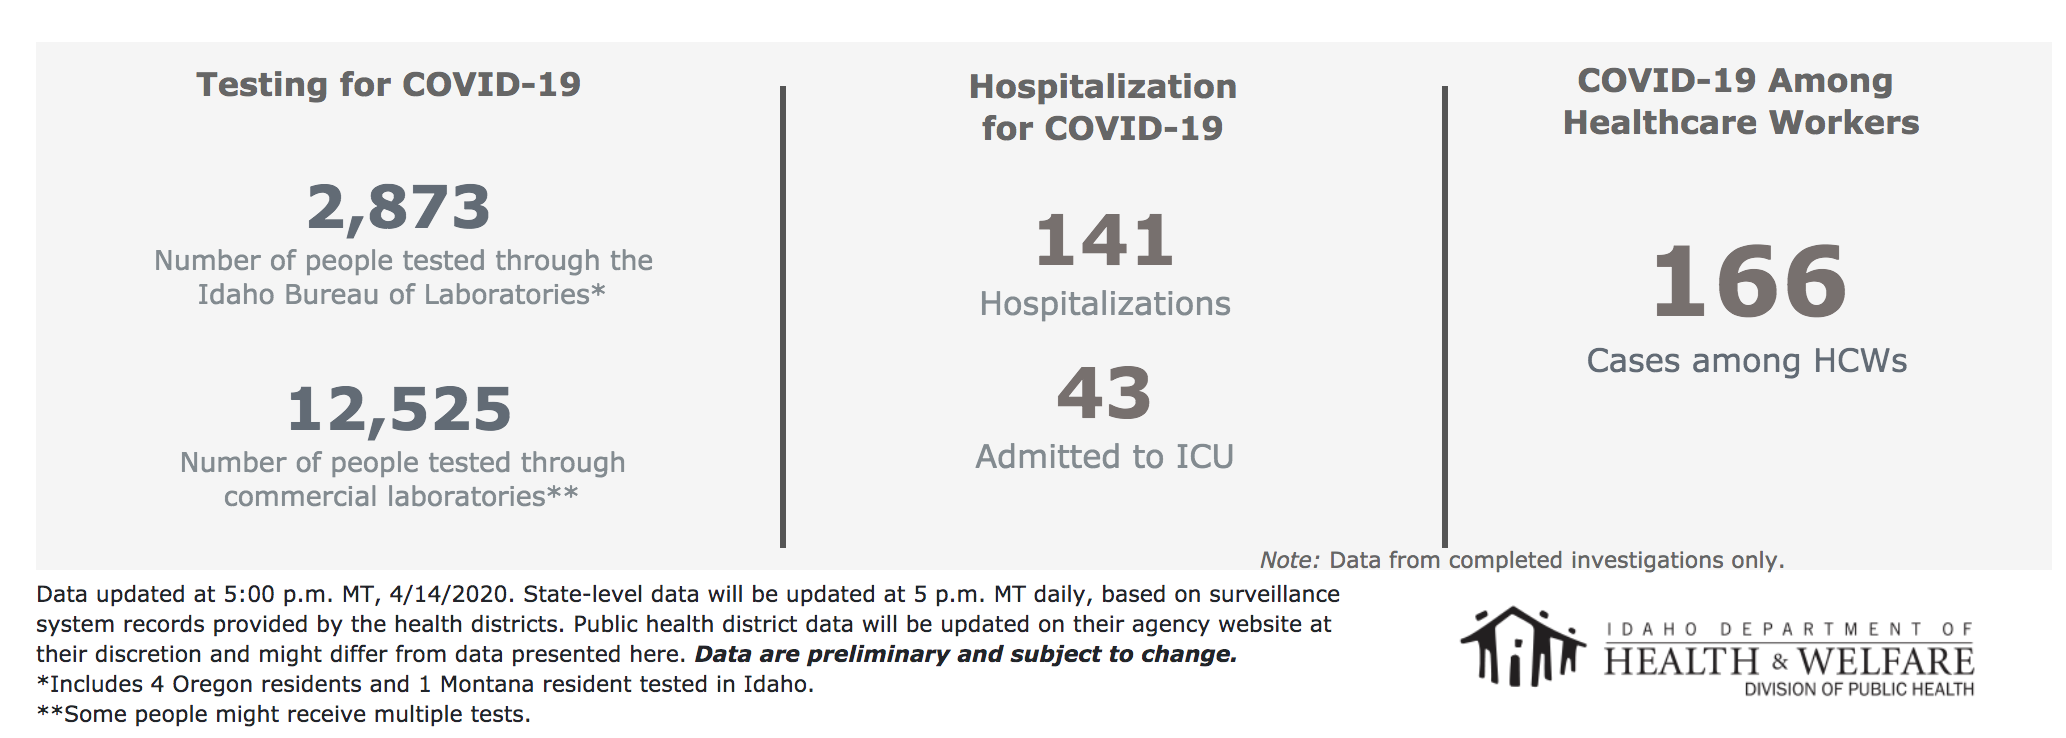 Testing for COVID-19
2,873
Number of people tested through the
Idaho Bureau of Laboratories*
12,525
Number of people tested through
commercial laboratories**
Hospitalization
for COVID-19
141
Hospitalizations
43
Admitted to ICU
COVID-19 Among
Healthcare Workers
166
Cases among HCWs
Note: Data from completed investigations only.
Data updated at 5:00 p.m. MT, 4/14/2020. State-level data will be updated at 5 p.m. MT daily, based on surveillance
system records provided by the health districts. Public health district data will be updated on their agency website at
their discretion and might differ from data presented here. Data are preliminary and subject to change.
*Includes 4 Oregon residents and 1 Montana resident tested in Idaho.
**Some people might receive multiple tests.
IDAHO DEPARTMENT OF
HEALTH & WELFARE
DIVISION OF PUBLIC HEALTH